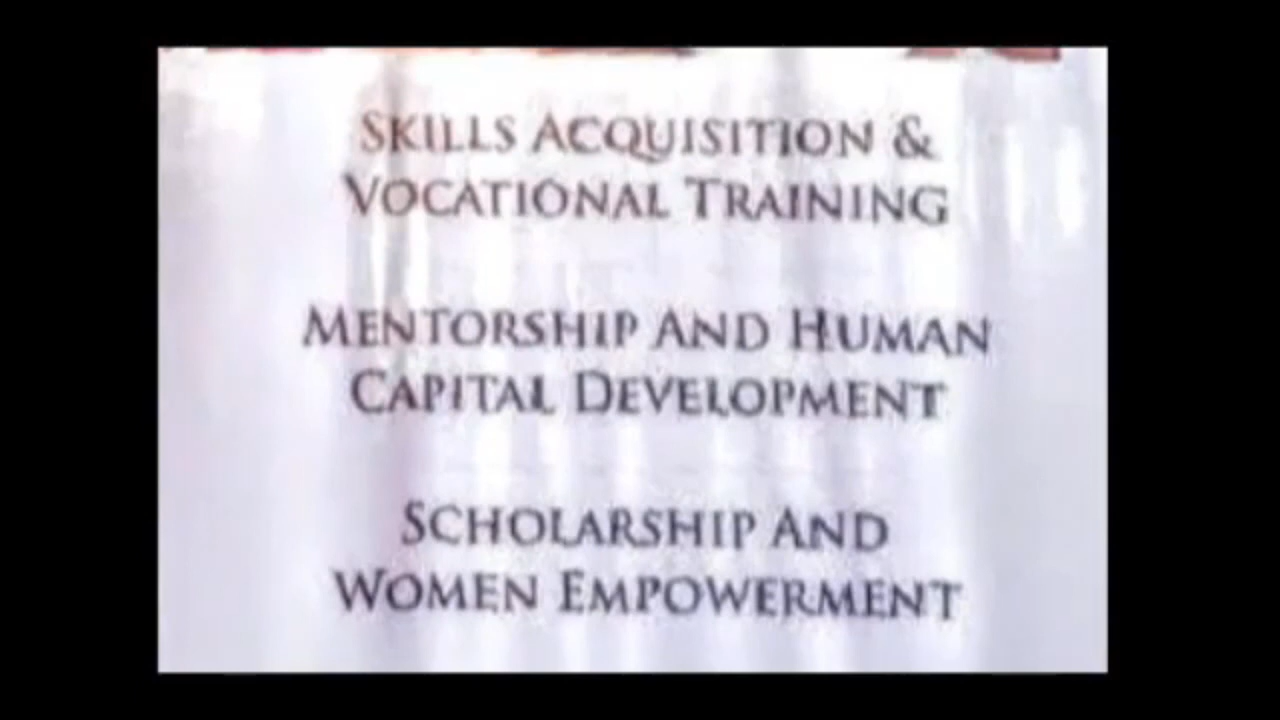 Skills Acquisition &
Vocational Training
Mentorship And Human
Capital Development
Scholarship And
Women Empowerment